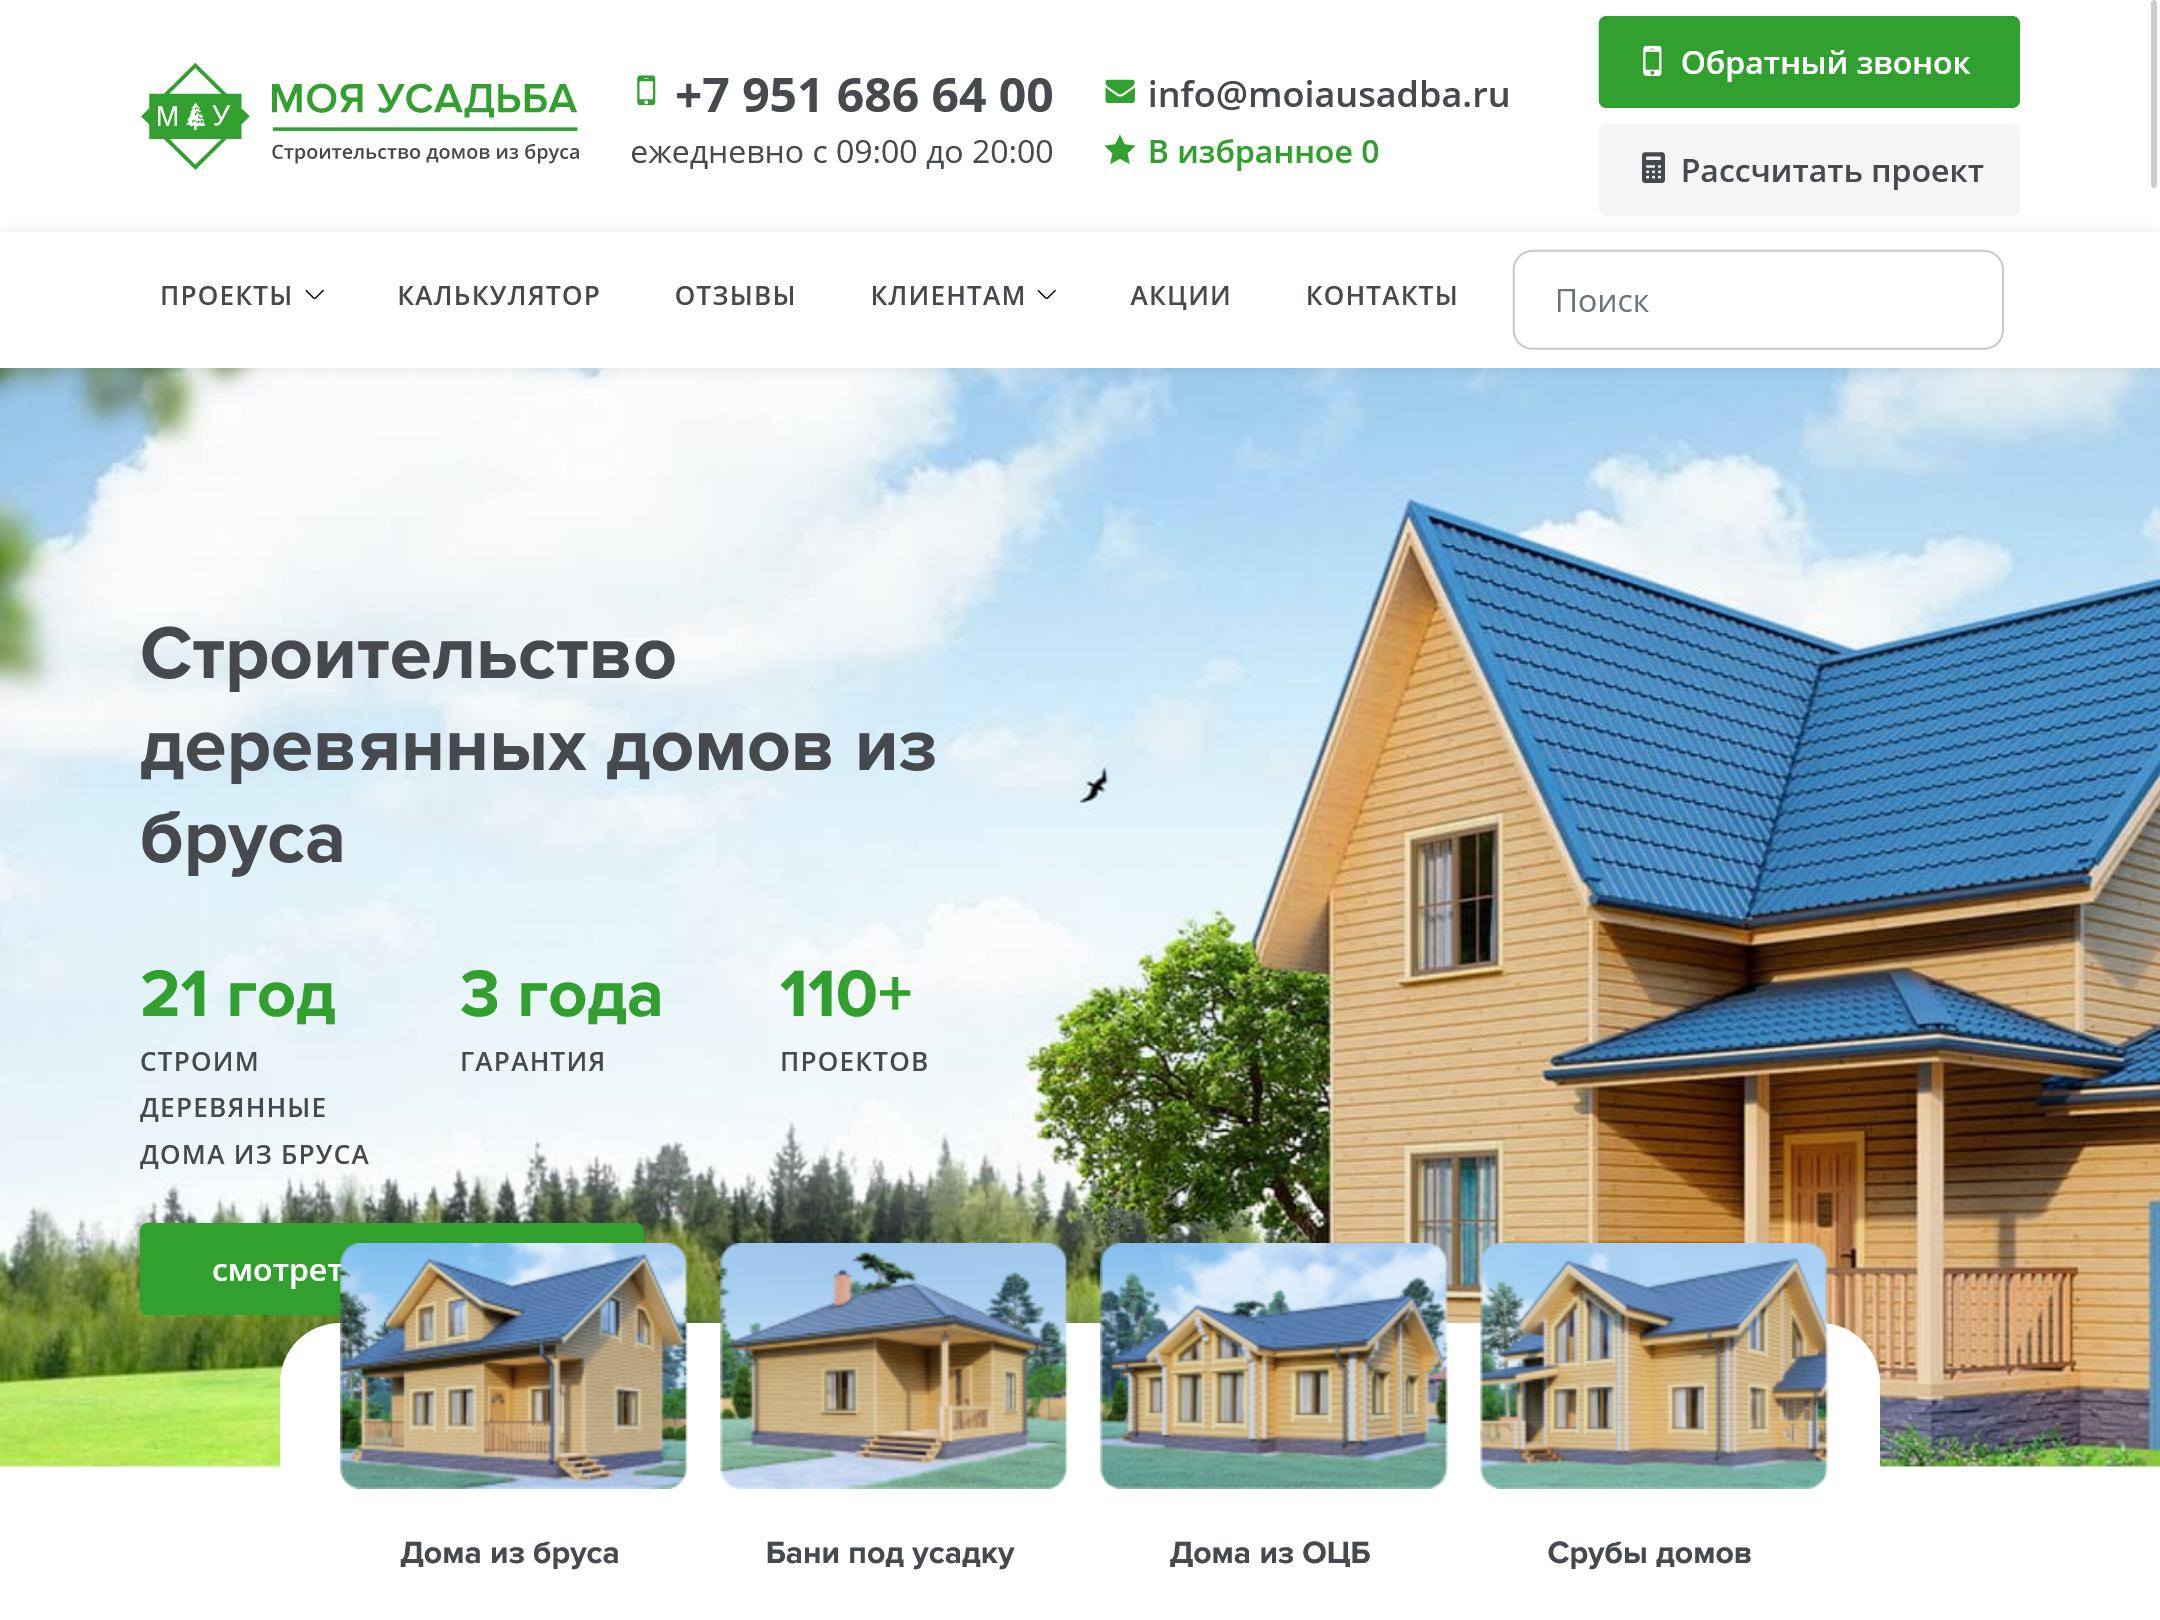 М У
МОЯ УСАДЬБА
Строительство домов из бруса
+7 951 686 64 00
ежедневно с 09:00 до 20:00
info@moiausadba.ru
В избранное 0
Обратный звонок
Рассчитать проект
ПРОЕКТЫ
КАЛЬКУЛЯТОР
ОТЗЫВЫ
КЛИЕНТАМ
АКЦИИ
КОНТАКТЫ
Поиск
Строительство
деревянных домов из
бруса
21 год
СТРОИМ
ДЕРЕВЯННЫЕ
ДОМА ИЗ БРУСА
3 года
ГАРАНТИЯ
110+
ПРОЕКТОВ
смотрет
Дома из бруса
Бани под усадку
Дома из ОЦБ
Срубы домов